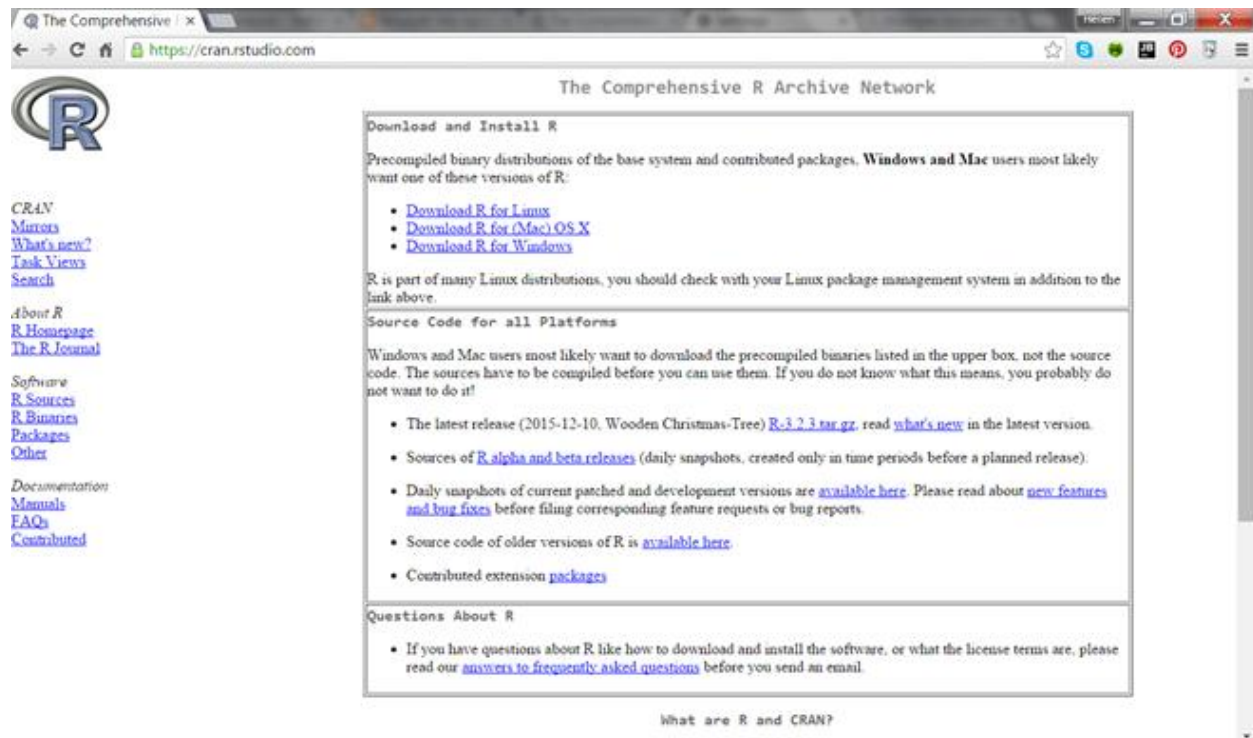 The Comprehensive
Helen
https://cran.rstudio.com
R
CRAN
Mirrors
What's new?
Task Views
Search
About R
R Homepage
The R Journal
Software
R Sources
R Binaries
Packages
Other
Documentation
Manuals
FAQs
Contributed
The Comprehensive R Archive Network
Download and Install R
Precompiled binary distributions of the base system and contributed packages, Windows and Mac users most likely
want one of these versions of R:
• Download R for Linux
• Download R for (Mac) OS X
• Download R for Windows
R is part of many Linux distributions, you should check with your Linux package management system in addition to the
link above.
Source Code for all Platforms
Windows and Mac users most likely want to download the precompiled binaries listed in the upper box, not the source
code. The sources have to be compiled before you can use them. If you do not know what this means, you probably do
not want to do it!
• The latest release (2015-12-10, Wooden Christmas-Tree) R-3.2.3.tar.gz, read what's new in the latest version.
• Sources of R alpha and beta releases (daily snapshots, created only in time periods before a planned release).
• Daily snapshots of current patched and development versions are available here. Please read about new features
and bug fixes before filing corresponding feature requests or bug reports.
• Source code of older versions of R is available here.
• Contributed extension packages
Questions About R
• If you have questions about R like how to download and install the software, or what the license terms are, please
read our answers to frequently asked questions before you send an email.
What are R and CRAN?